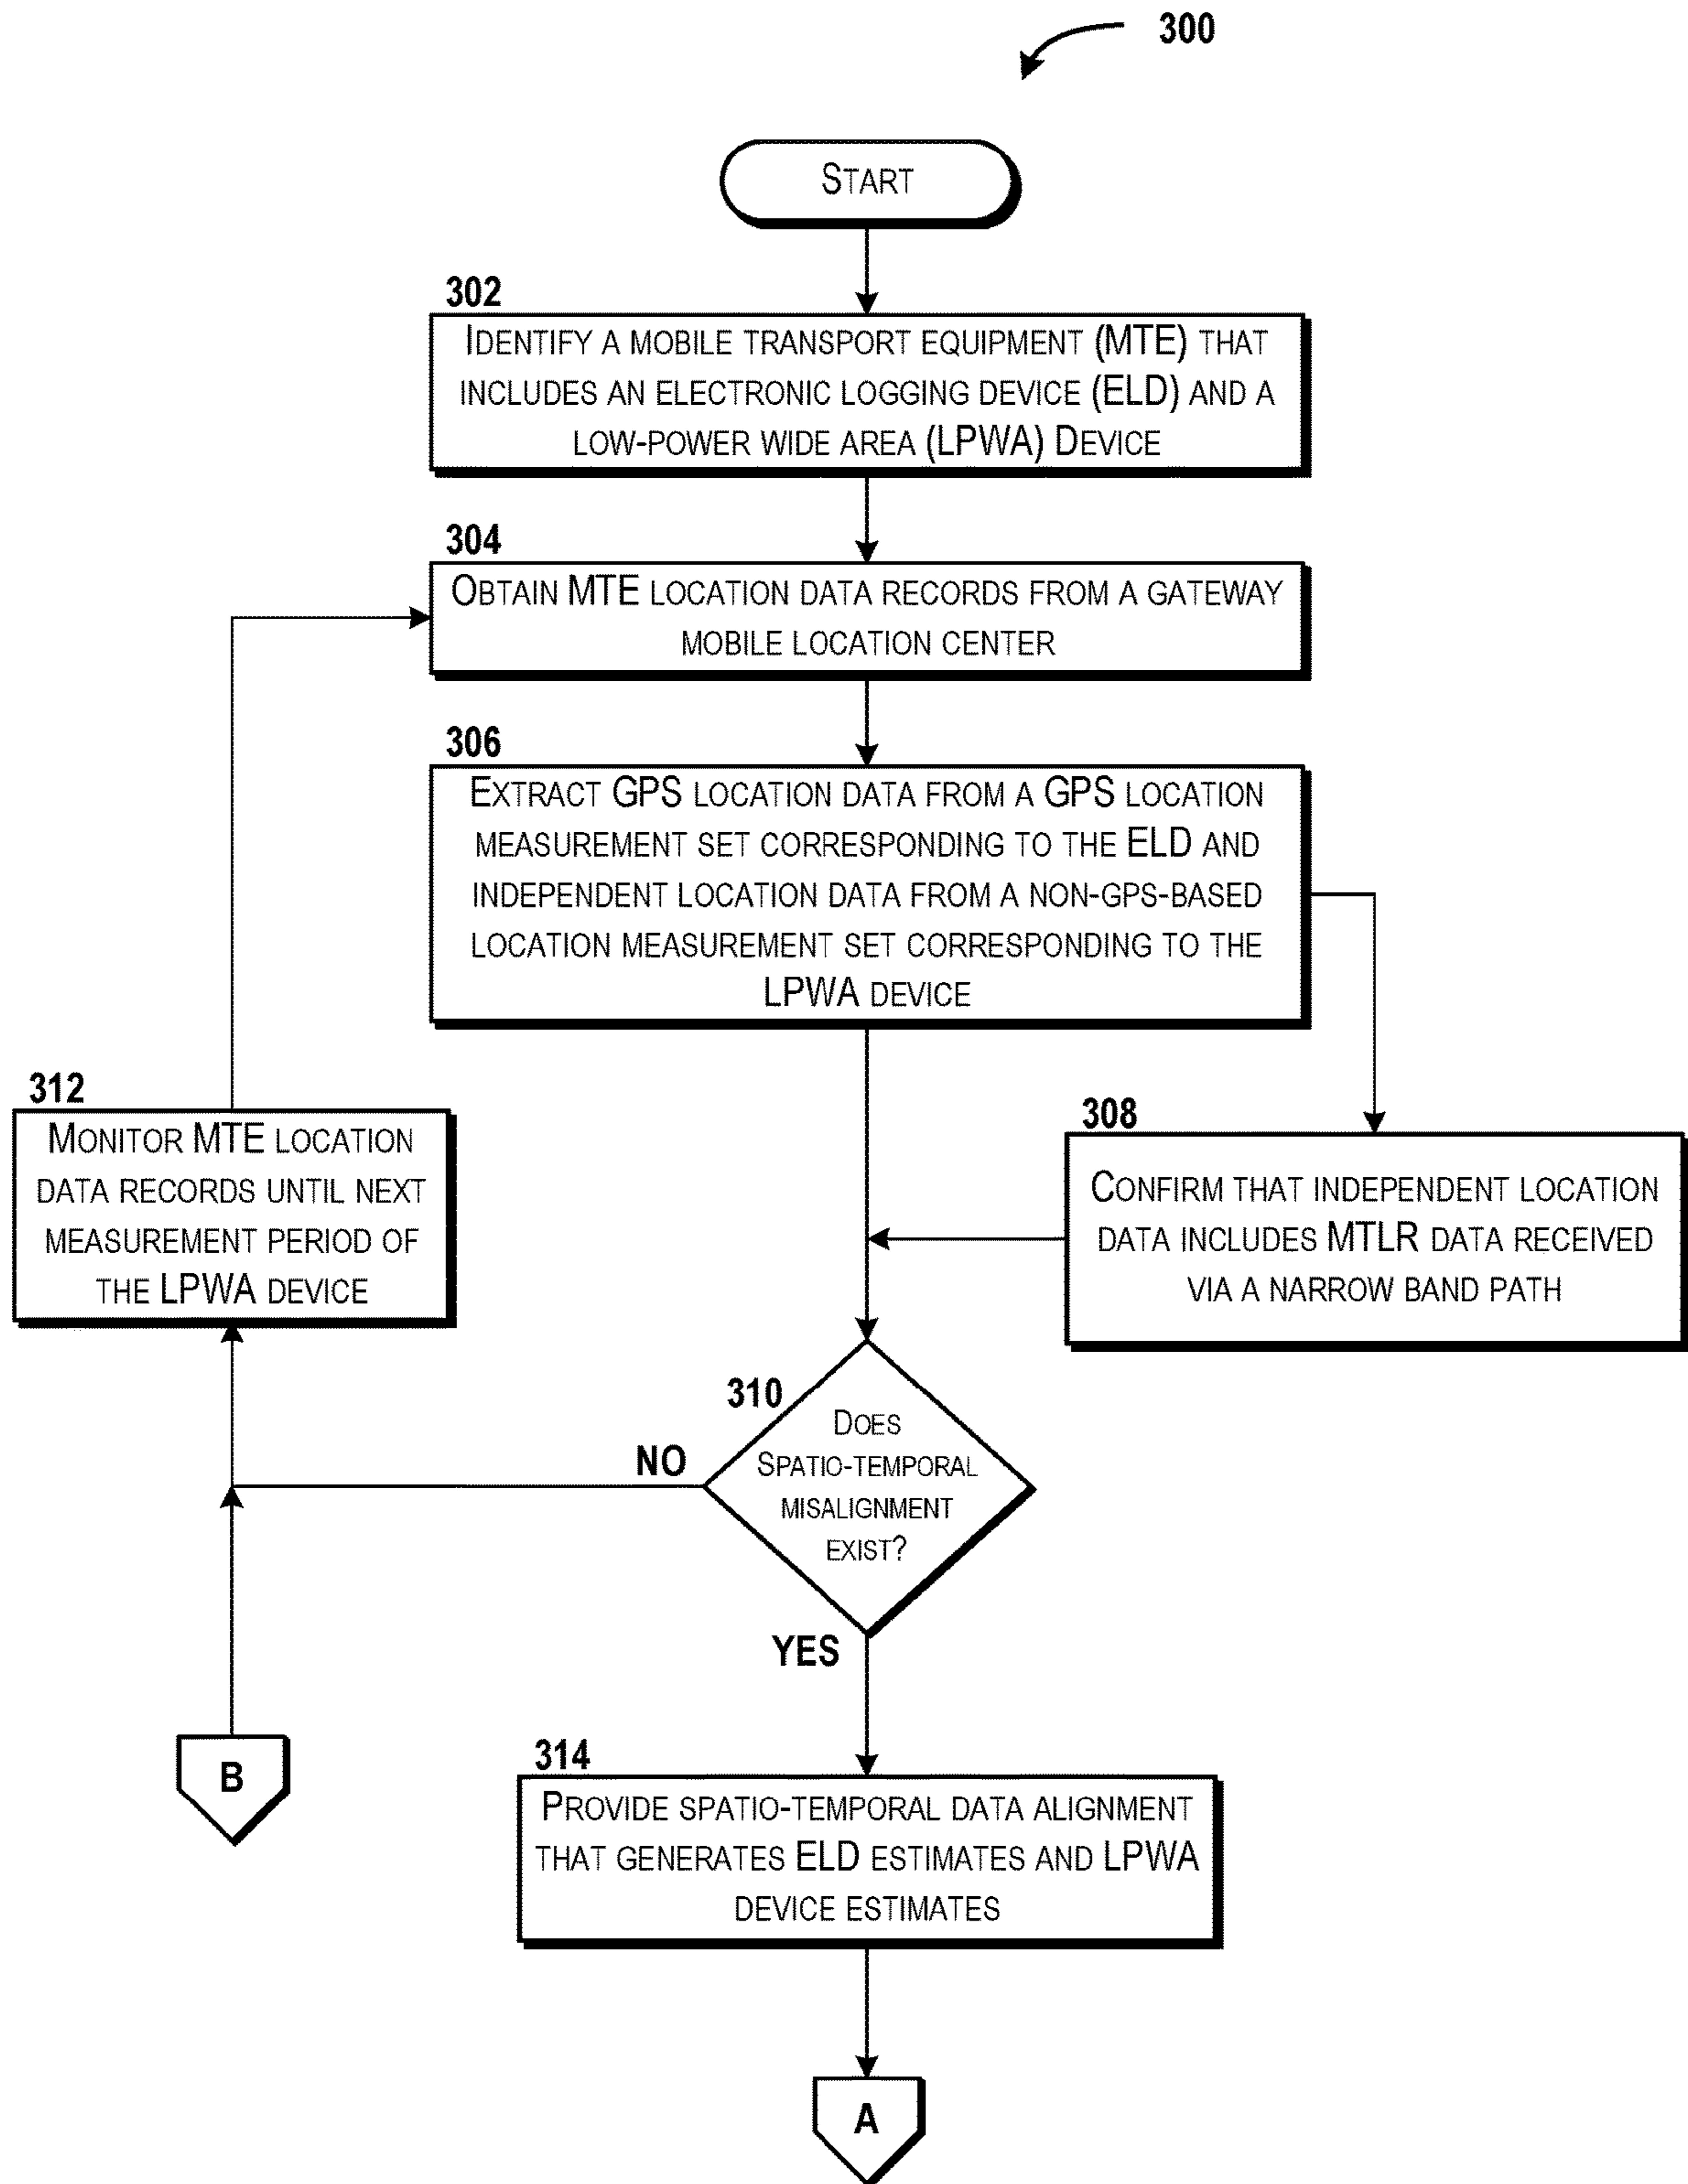 300
START
302
IDENTIFY A MOBILE TRANSPORT EQUIPMENT (MTE) THAT
INCLUDES AN ELECTRONIC LOGGING DEVICE (ELD) AND A
LOW-POWER WIDE AREA (LPWA) DEVICE
304
OBTAIN MTE LOCATION DATA RECORDS FROM A GATEWAY
MOBILE LOCATION CENTER
306
EXTRACT GPS LOCATION DATA FROM A GPS LOCATION
MEASUREMENT SET CORRESPONDING TO THE ELD AND
INDEPENDENT LOCATION DATA FROM A NON-GPS-BASED
LOCATION MEASUREMENT SET CORRESPONDING TO THE
LPWA DEVICE
312
MONITOR MTE LOCATION
DATA RECORDS UNTIL NEXT
MEASUREMENT PERIOD OF
THE LPWA DEVICE
308
CONFIRM THAT INDEPENDENT LOCATION
DATA INCLUDES MTLR DATA RECEIVED
VIA A NARROW BAND PATH
310
DOES
SPATIO-TEMPORAL
MISALIGNMENT
EXIST?
NO
YES
B
314
PROVIDE SPATIO-TEMPORAL DATA ALIGNMENT
THAT GENERATES ELD ESTIMATES AND LPWA
DEVICE ESTIMATES
A